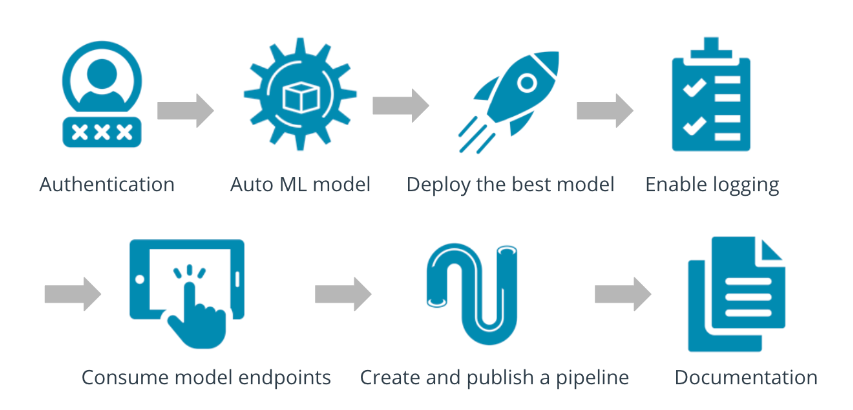 Authentication
Auto ML model
Deploy the best model
Enable logging
Consume model endpoints
Create and publish a pipeline
Documentation